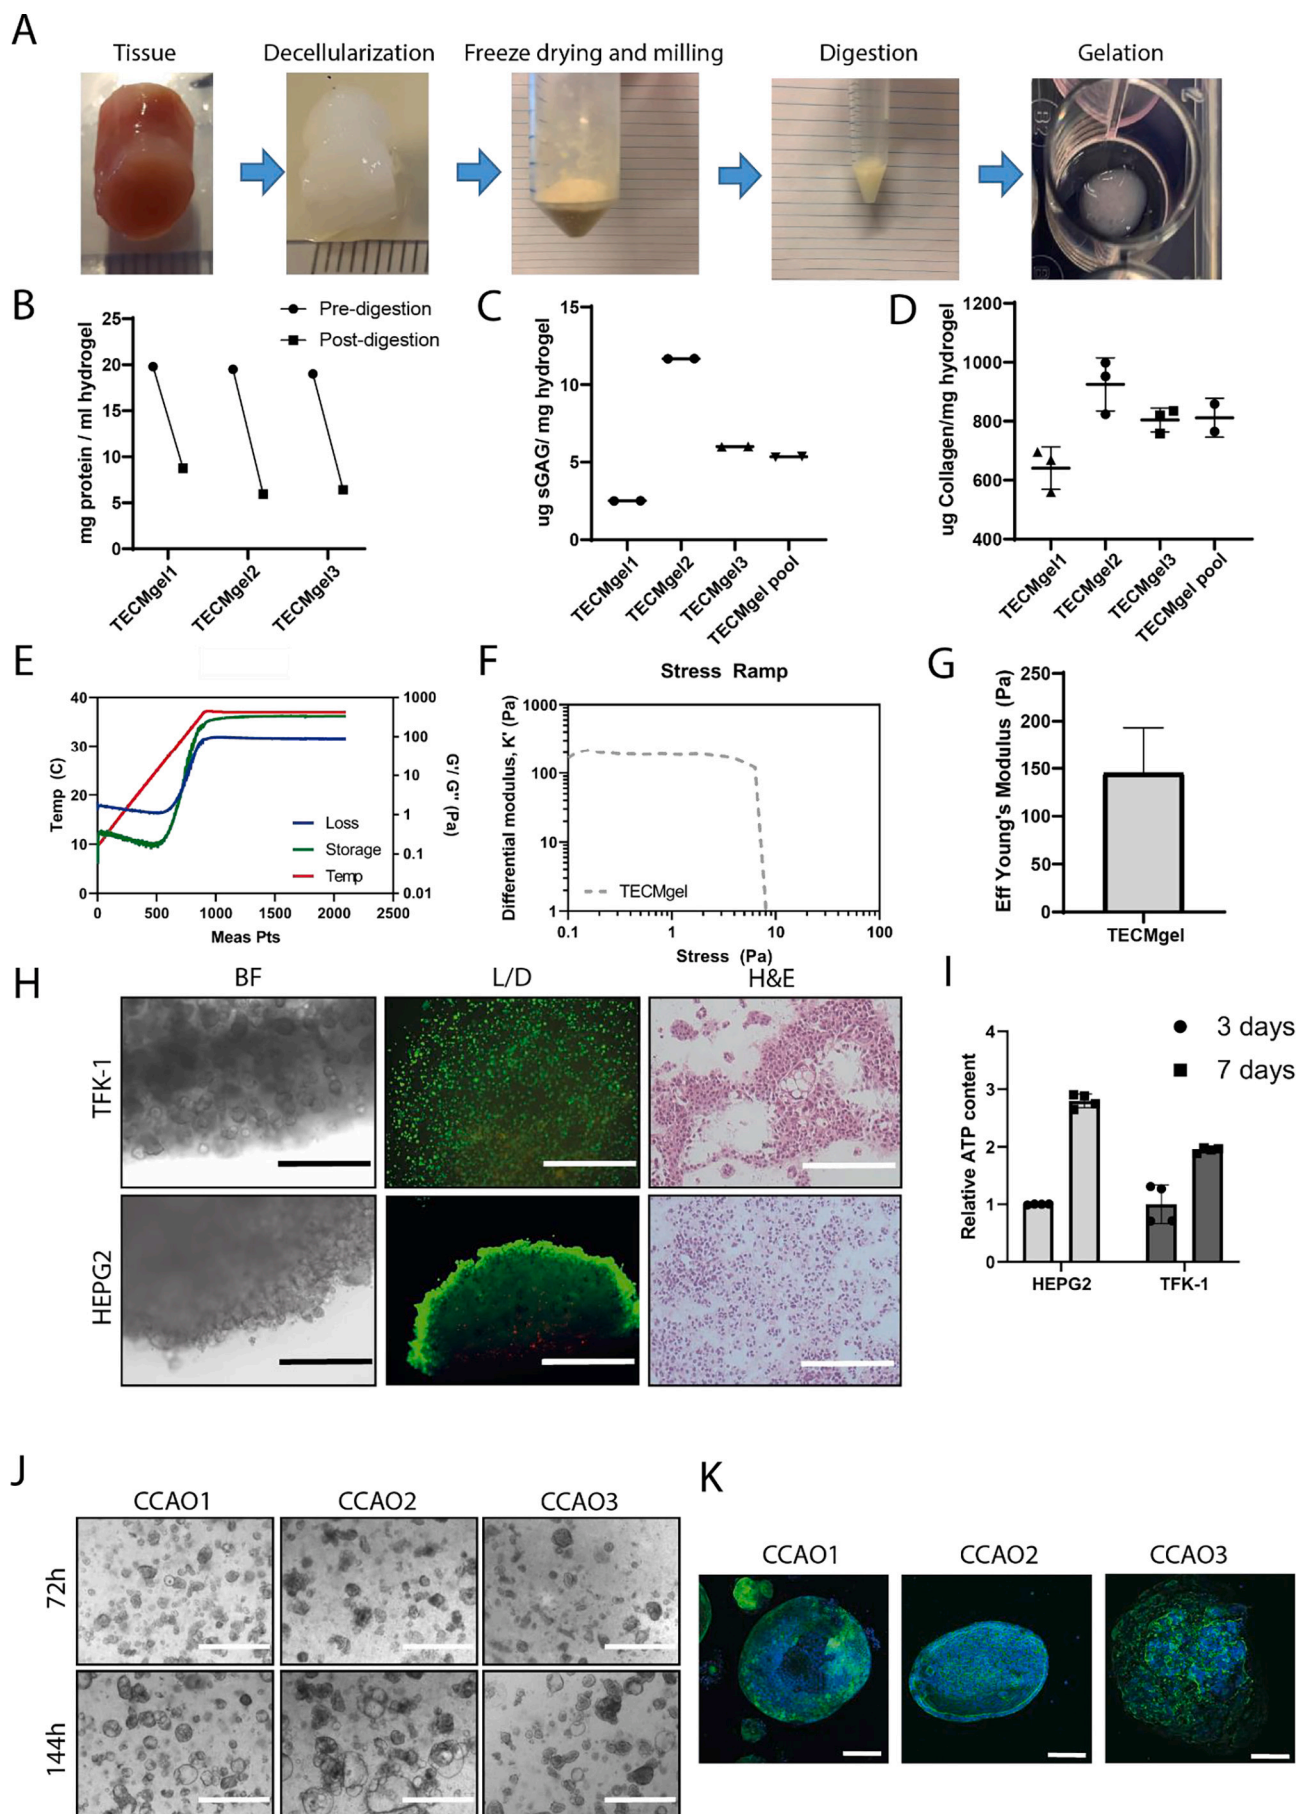 A
Tissue Decellularization Freeze drying and milling Digestion Gelation
B
Pre-digestion
Post-digestion
mg protein / ml hydrogel
25
20
15
10
5
0
TECMgel1 TECMgel2 TECMgel3
C
ug sGAG/ mg hydrogel
15
10
5
0
TECMgel1 TECMgel2 TECMgel3 TECMgel pool
D
ug Collagen/mg hydrogel
1200
1000
800
600
400
TECMgel1 TECMgel2 TECMgel3 TECMgel pool
E
Temp (C)
40
30
20
10
0
Loss
Storage
Temp
1000
100
10
1
0.1
0.01
G'/ G'' (Pa)
0 500 1000 1500 2000 2500
Meas Pts
F
Stress Ramp
Differential modulus, K' (Pa)
1000
100
10
1
TECMgel
0.1 1 10 100
Stress (Pa)
G
Eff Young's Modulus (Pa)
250
200
150
100
50
0
TECMgel
H
BF L/D H&E
TFK-1
HEPG2
I
3 days
7 days
Relative ATP content
4
3
2
1
0
HEPG2 TFK-1
J
CCAO1 CCAO2 CCAO3
72h
144h
K
CCAO1 CCAO2 CCAO3